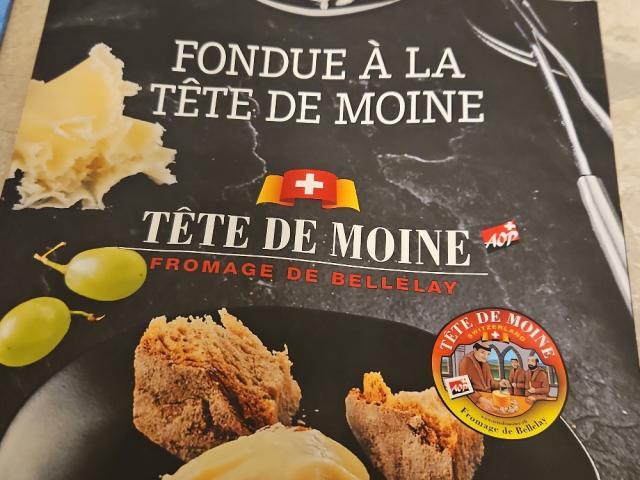 FONDUE À LA
TÊTE DE MOINE
TÊTE DE MOINE
AOP
FROMAGE DE BELLELAY
TÊTE DE MOINE
SWITZERLAND
AOP
Fromage de Bellelay